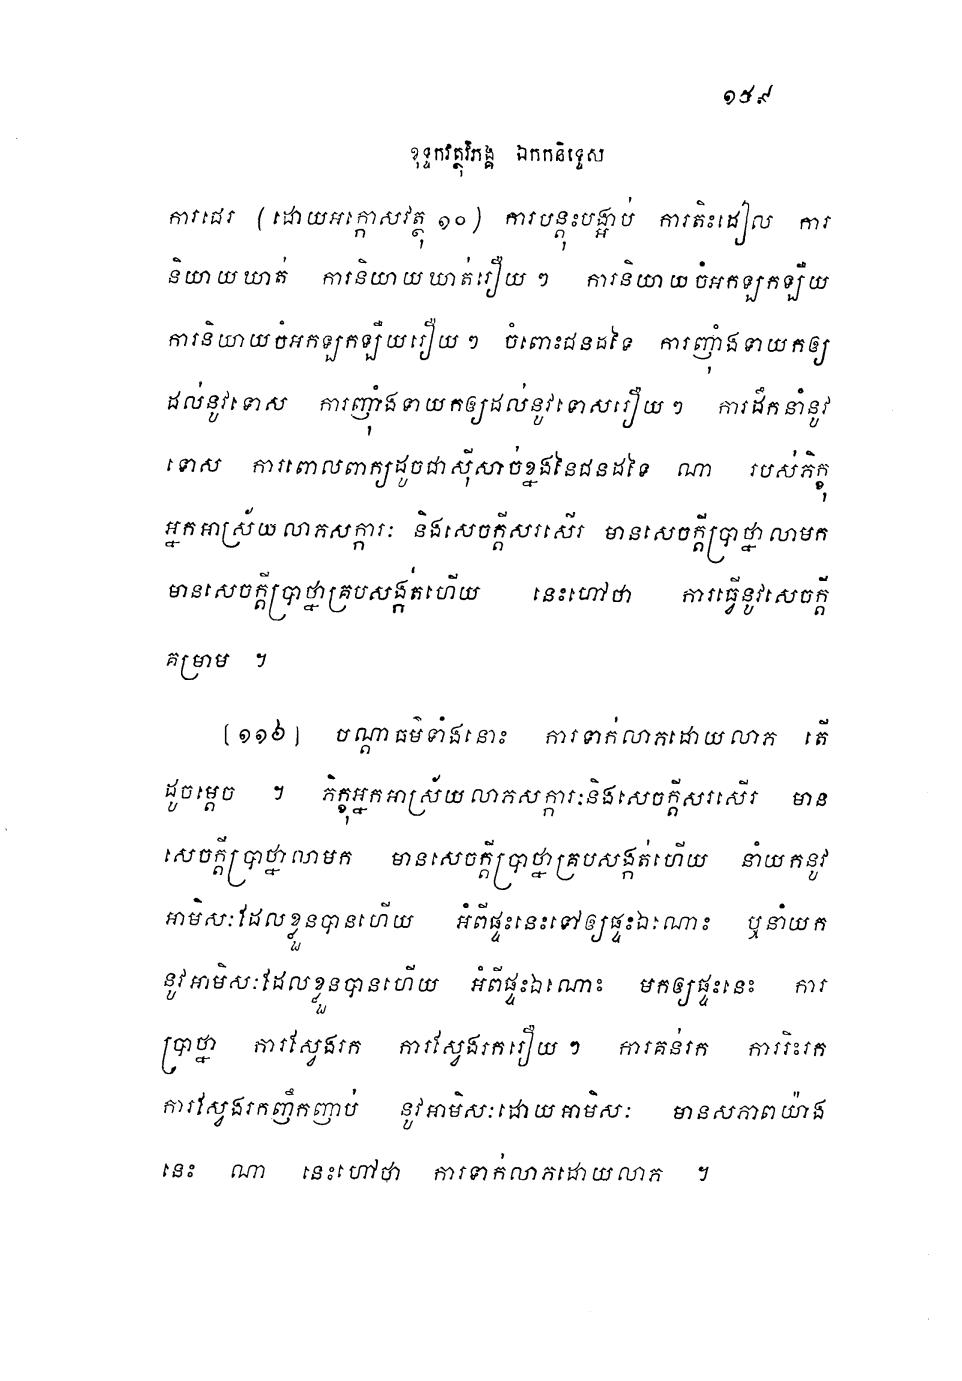 ១៥៩
ខុទ្ទកវត្ថុវិភង្គ ឯកកនិទ្ទេស
ការជេរ (ដោយអក្កោសវត្ថុ ១០) ការបន្តុះបង្អាប់ ការតិះដៀល ការ
និយាយឃាត់ ការនិយាយឃាត់រឿយ ៗ ការនិយាយចំអកឡកឡឺយ
ការនិយាយចំអកឡកឡឺយរឿយ ៗ ចំពោះជនដទៃ ការញុំាងទាយកឲ្យ
ដល់នូវទោស ការញុំាងទាយកឲ្យដល់នូវទោសរឿយ ៗ ការដឹកនាំនូវ
ទោស ការពោលពាក្យដូចជាស៊ីសាច់ខ្នងនៃជនដទៃ ណា របស់ភិក្ខុ
អ្នកអាស្រ័យលាភសក្ការៈ និងសេចក្តីសរសើរ មានសេចក្តីប្រាថ្នាលាមក
មានសេចក្តីប្រាថ្នាគ្របសង្កត់ហើយ នេះហៅថា ការធ្វើនូវសេចក្តី
គម្រាម ។
[១១៦] បណ្តាធម៌ទាំងនោះ ការទាក់លាភដោយលាភ តើ
ដូចម្តេច ។ ភិក្ខុអ្នកអាស្រ័យលាភសក្ការៈនិងសេចក្តីសរសើរ មាន
សេចក្តីប្រាថ្នាលាមក មានសេចក្តីប្រាថ្នាគ្របសង្កត់ហើយ នាំយកនូវ
អាមិសៈដែលខ្លួនបានហើយ អំពីផ្ទះនេះទៅឲ្យផ្ទះឯណោះ ឬនាំយក
នូវអាមិសៈដែលខ្លួនបានហើយ អំពីផ្ទះឯណោះ មកឲ្យផ្ទះនេះ ការ
ប្រាថ្នា ការស្វែងរក ការស្វែងរករឿយ ៗ ការគន់រក ការរិះរក
ការស្វែងរកញឹកញាប់ នូវអាមិសៈដោយអាមិសៈ មានសភាពយ៉ាង
នេះ ណា នេះហៅថា ការទាក់លាភដោយលាភ ។